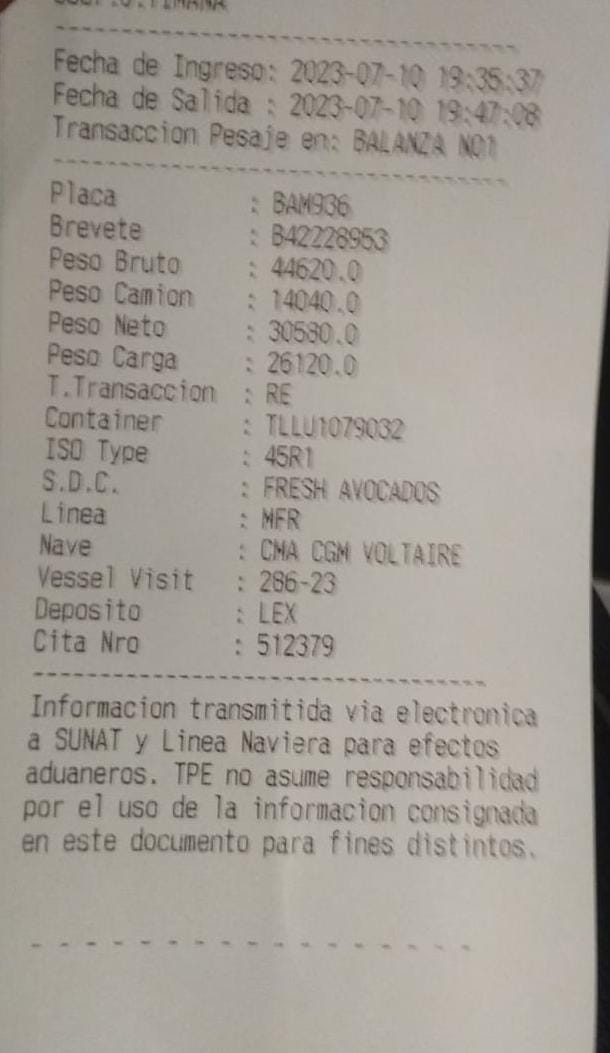 Fecha de Ingreso: 2023-07-10 19:35:37
Fecha de Salida : 2023-07-10 19:47:08
Transaccion Pesaje en: BALANZA NO1
Placa : BAM936
Brevete : B42228953
Peso Bruto : 44620.0
Peso Camion : 14040.0
Peso Neto : 30580.0
Peso Carga : 26120.0
T.Transaccion : RE
Container : TLLU1079032
ISO Type : 45R1
S.D.C. : FRESH AVOCADOS
Linea : MFR
Nave : CMA CGM VOLTAIRE
Vessel Visit : 286-23
Deposito : LEX
Cita Nro : 512379
Informacion transmitida via electronica
a SUNAT y Linea Naviera para efectos
aduaneros. TPE no asume responsabilidad
por el uso de la informacion consignada
en este documento para fines distintos.